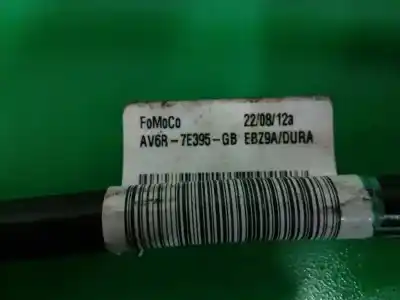 FoMoCo 22/08/12a
AV6R-7E395-GB EBZ9A/DURA